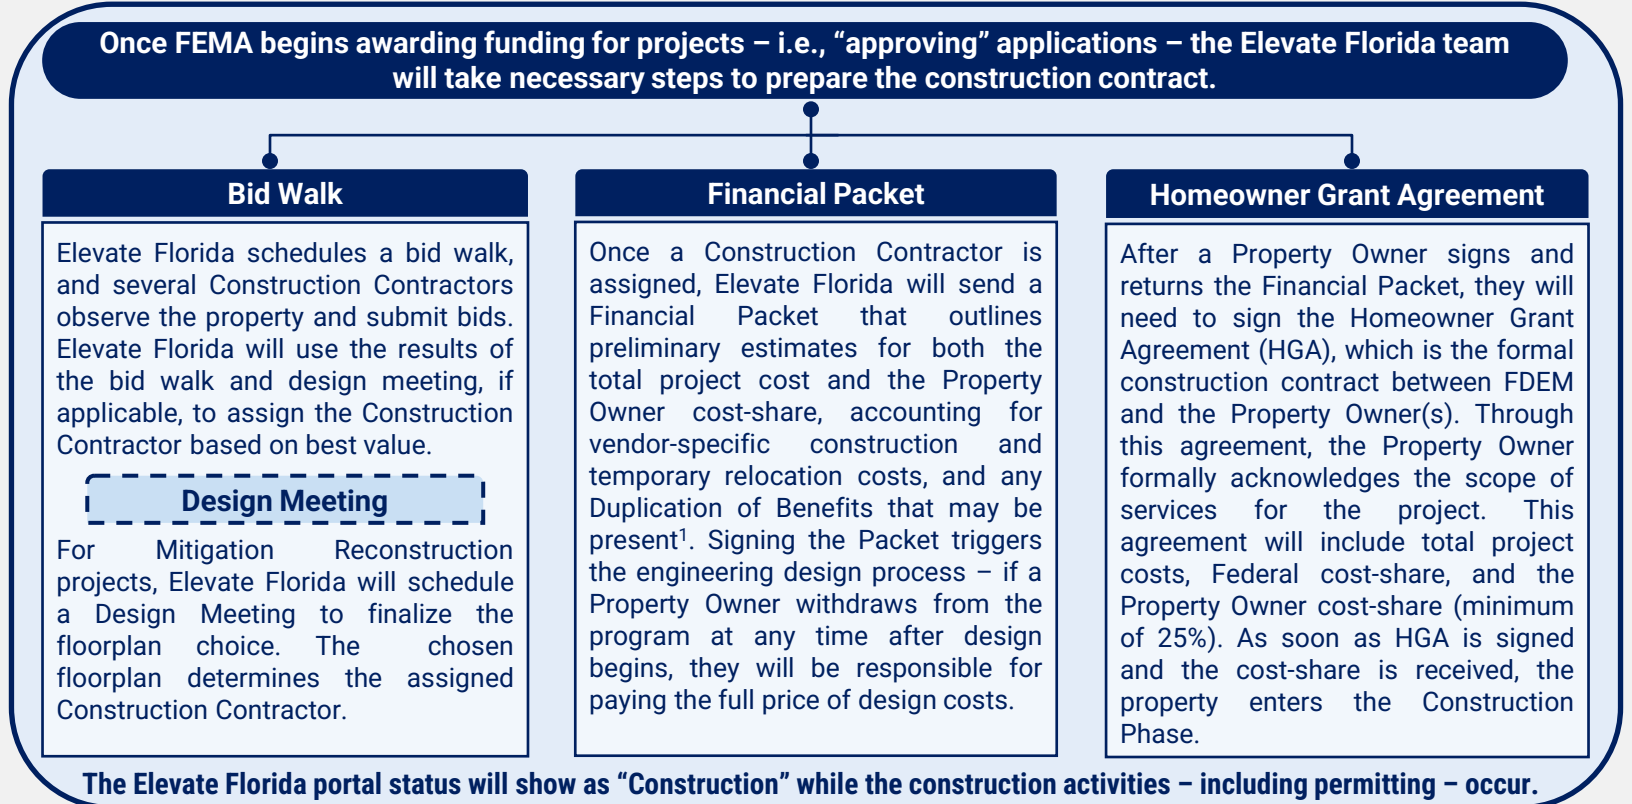 Once FEMA begins awarding funding for projects – i.e., “approving” applications – the Elevate Florida team
will take necessary steps to prepare the construction contract.
Bid Walk
Elevate Florida schedules a bid walk,
and several Construction Contractors
observe the property and submit bids.
Elevate Florida will use the results of
the bid walk and design meeting, if
applicable, to assign the Construction
Contractor based on best value.
Design Meeting
For Mitigation Reconstruction
projects, Elevate Florida will schedule
a Design Meeting to finalize the
floorplan choice. The chosen
floorplan determines the assigned
Construction Contractor.
Financial Packet
Once a Construction Contractor is
assigned, Elevate Florida will send a
Financial Packet that outlines
preliminary estimates for both the
total project cost and the Property
Owner cost-share, accounting for
vendor-specific construction and
temporary relocation costs, and any
Duplication of Benefits that may be
present¹. Signing the Packet triggers
the engineering design process – if a
Property Owner withdraws from the
program at any time after design
begins, they will be responsible for
paying the full price of design costs.
Homeowner Grant Agreement
After a Property Owner signs and
returns the Financial Packet, they will
need to sign the Homeowner Grant
Agreement (HGA), which is the formal
construction contract between FDEM
and the Property Owner(s). Through
this agreement, the Property Owner
formally acknowledges the scope of
services for the project. This
agreement will include total project
costs, Federal cost-share, and the
Property Owner cost-share (minimum
of 25%). As soon as HGA is signed
and the cost-share is received, the
property enters the Construction
Phase.
The Elevate Florida portal status will show as “Construction” while the construction activities – including permitting – occur.